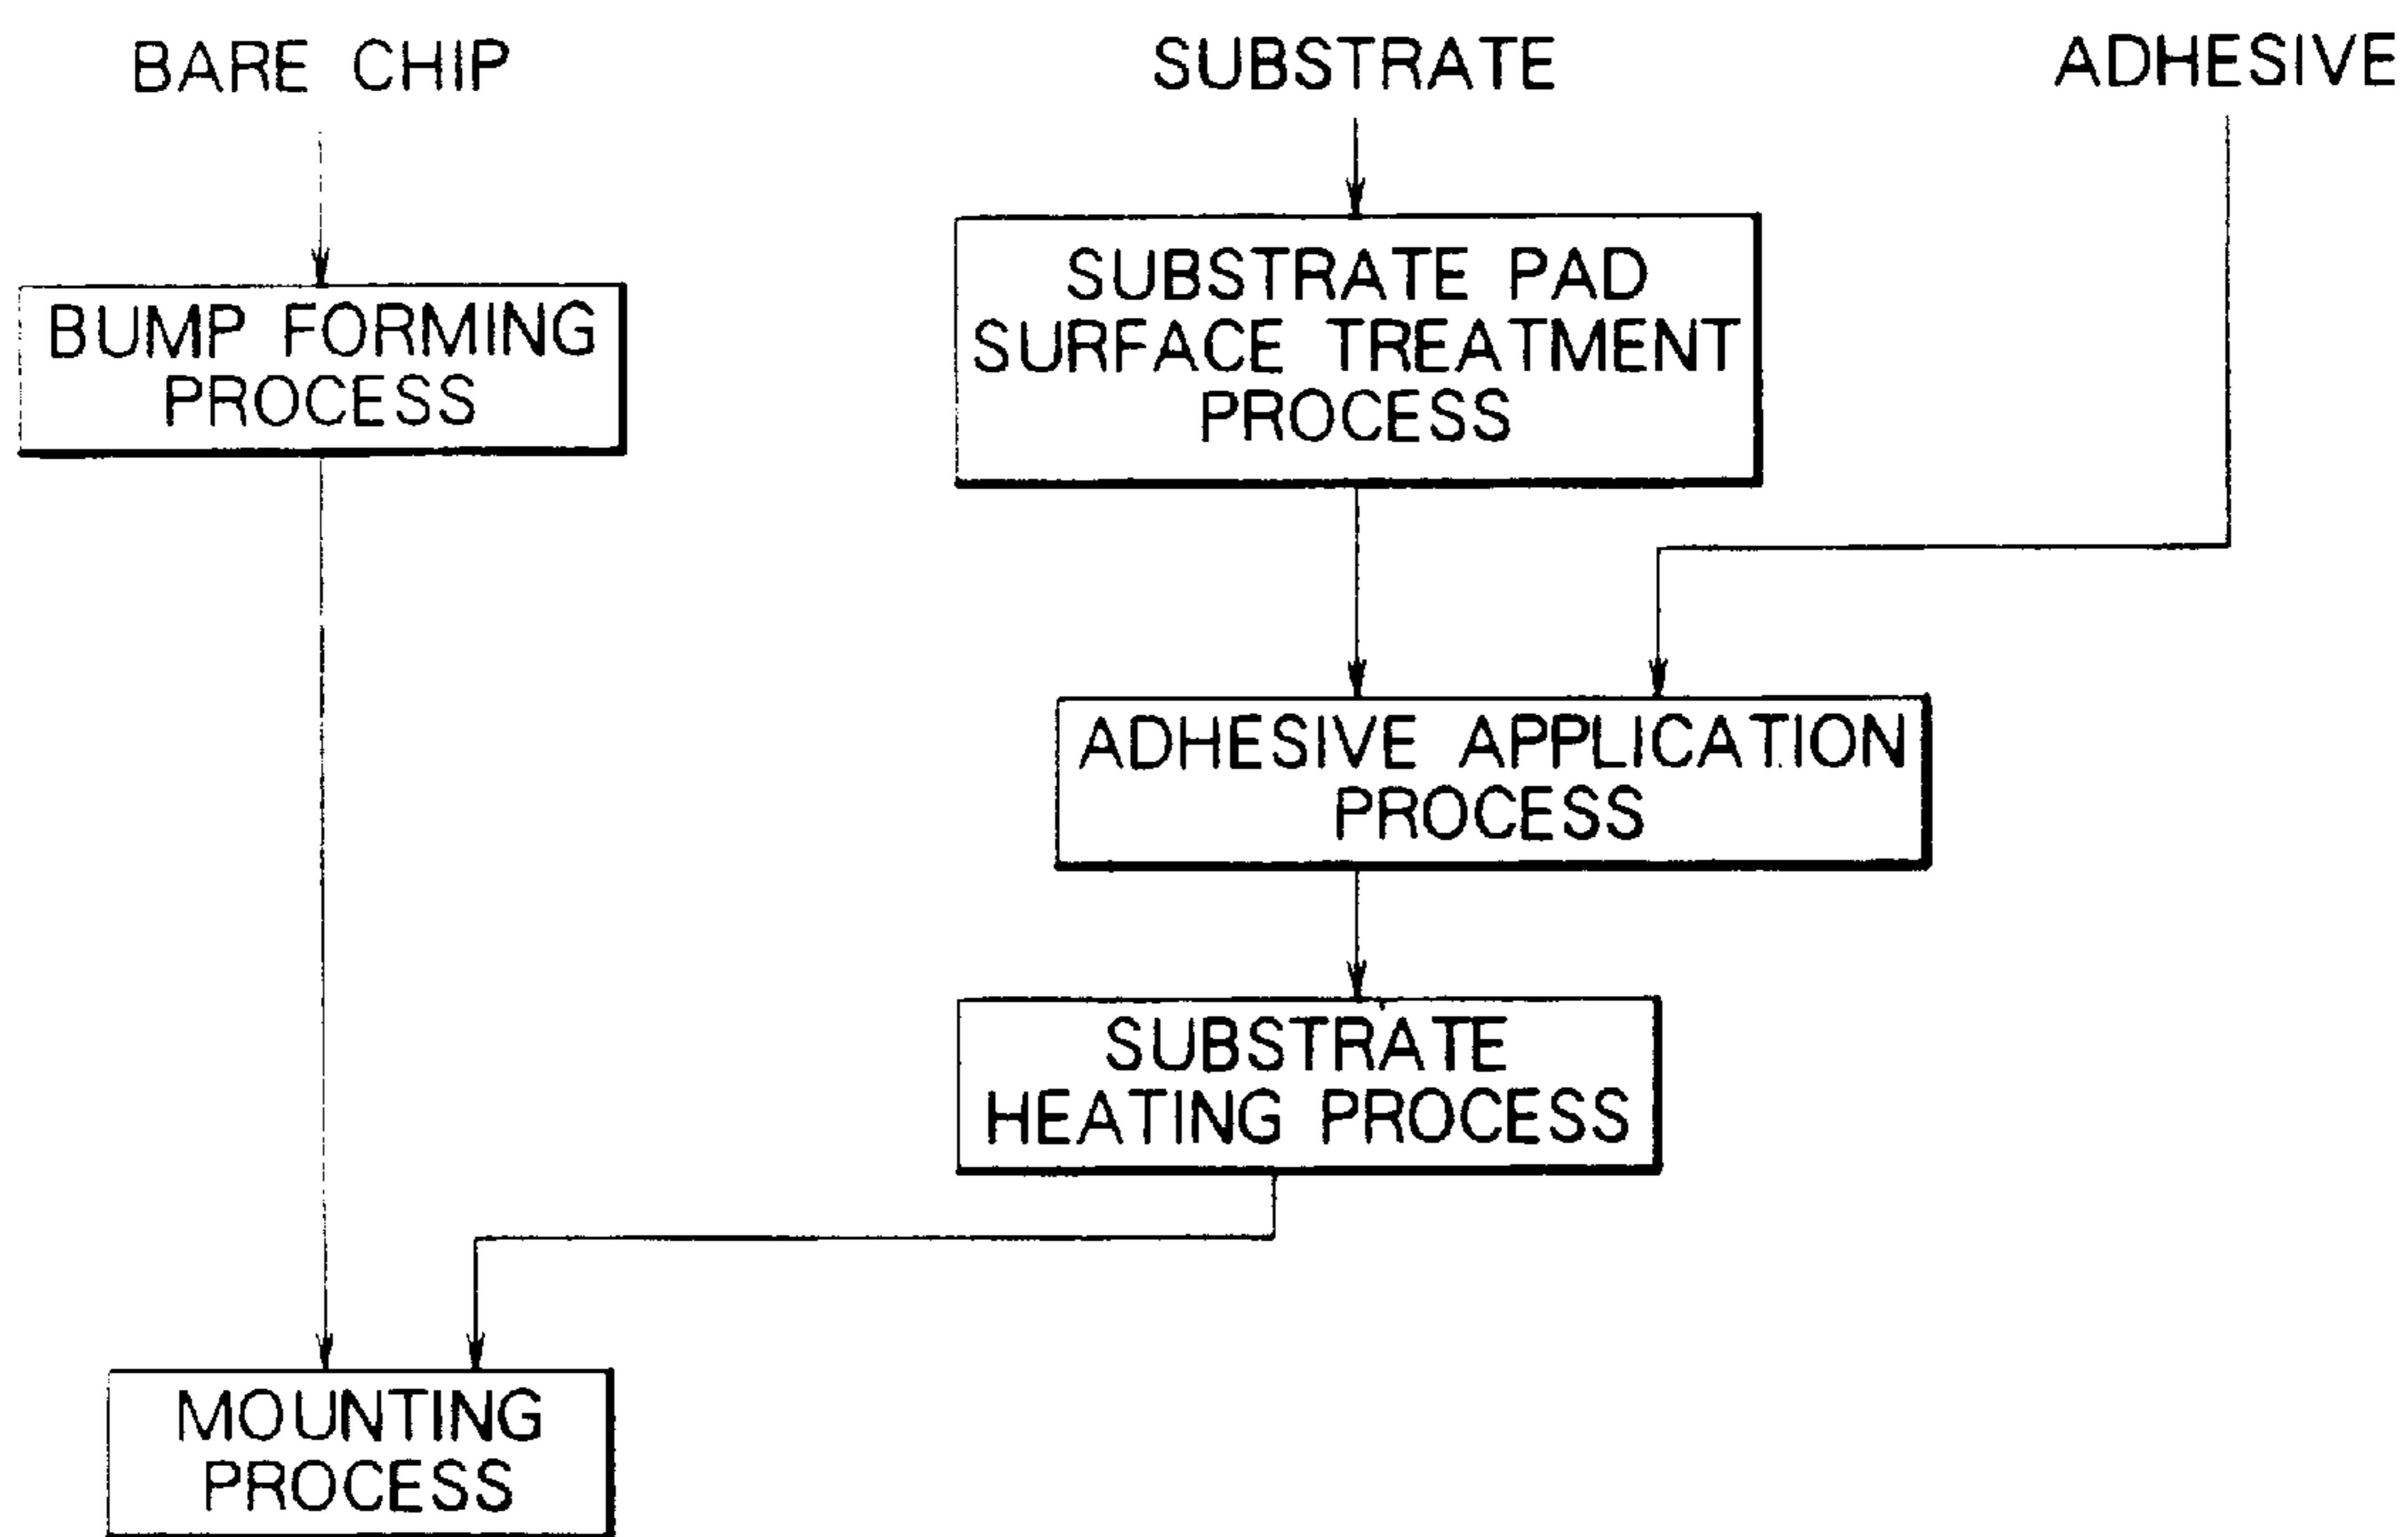 BARE CHIP
SUBSTRATE
ADHESIVE
BUMP FORMING
PROCESS
SUBSTRATE PAD
SURFACE TREATMENT
PROCESS
ADHESIVE APPLICATION
PROCESS
SUBSTRATE
HEATING PROCESS
MOUNTING
PROCESS